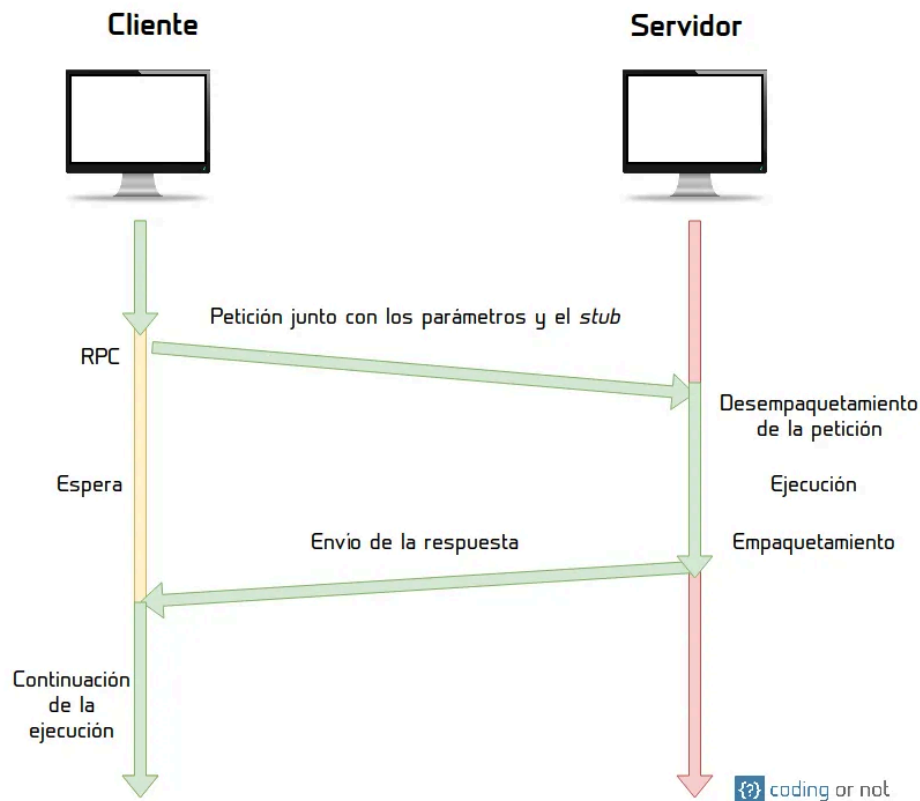 Cliente
Servidor
Petición junto con los parámetros y el stub
RPC
Desempaquetamiento
de la petición
Espera
Ejecución
Envío de la respuesta
Empaquetamiento
Continuación
de la
ejecución
{?} coding or not